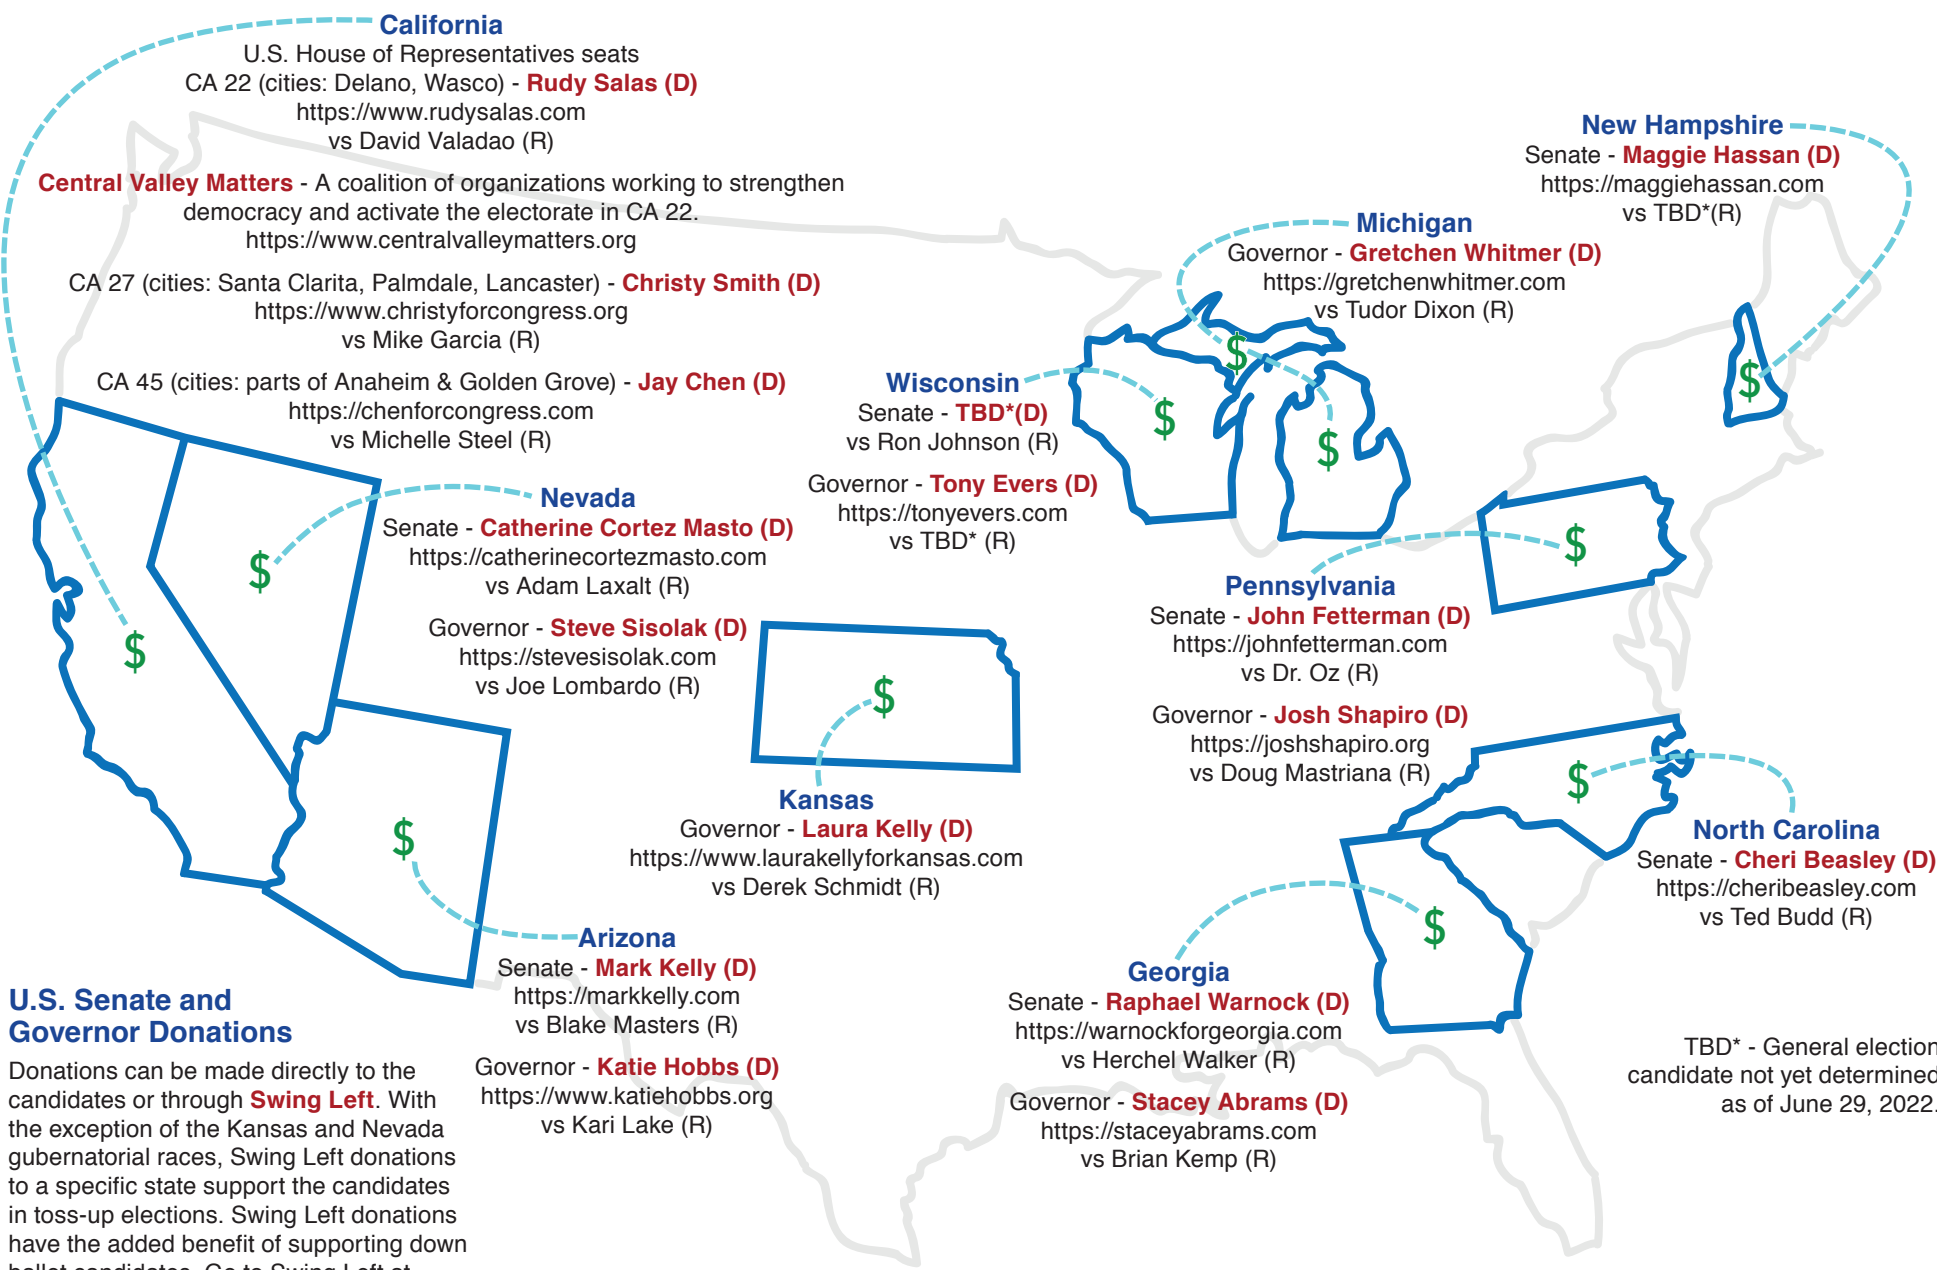 California
U.S. House of Representatives seats
CA 22 (cities: Delano, Wasco) - Rudy Salas (D)
https://www.rudysalas.com
vs David Valadao (R)
Central Valley Matters - A coalition of organizations working to strengthen
democracy and activate the electorate in CA 22.
https://www.centralvalleymatters.org
CA 27 (cities: Santa Clarita, Palmdale, Lancaster) - Christy Smith (D)
https://www.christyforcongress.org
vs Mike Garcia (R)
CA 45 (cities: parts of Anaheim & Golden Grove) - Jay Chen (D)
https://chenforcongress.com
vs Michelle Steel (R)
New Hampshire
Senate - Maggie Hassan (D)
https://maggiehassan.com
vs TBD*(R)
Michigan
Governor - Gretchen Whitmer (D)
https://gretchenwhitmer.com
vs Tudor Dixon (R)
Wisconsin
Senate - TBD*(D)
vs Ron Johnson (R)
Governor - Tony Evers (D)
https://tonyevers.com
vs TBD* (R)
Nevada
Senate - Catherine Cortez Masto (D)
https://catherinecortezmasto.com
vs Adam Laxalt (R)
Governor - Steve Sisolak (D)
https://stevesisolak.com
vs Joe Lombardo (R)
Pennsylvania
Senate - John Fetterman (D)
https://johnfetterman.com
vs Dr. Oz (R)
Governor - Josh Shapiro (D)
https://joshshapiro.org
vs Doug Mastriana (R)
Kansas
Governor - Laura Kelly (D)
https://www.laurakellyforkansas.com
vs Derek Schmidt (R)
North Carolina
Senate - Cheri Beasley (D)
https://cheribeasley.com
vs Ted Budd (R)
Arizona
Senate - Mark Kelly (D)
https://markkelly.com
vs Blake Masters (R)
Governor - Katie Hobbs (D)
https://www.katiehobbs.org
vs Kari Lake (R)
Georgia
Senate - Raphael Warnock (D)
https://warnockforgeorgia.com
vs Herchel Walker (R)
Governor - Stacey Abrams (D)
https://staceyabrams.com
vs Brian Kemp (R)
TBD* - General election
candidate not yet determined
as of June 29, 2022.
U.S. Senate and
Governor Donations
Donations can be made directly to the
candidates or through Swing Left. With
the exception of the Kansas and Nevada
gubernatorial races, Swing Left donations
to a specific state support the candidates
in toss-up elections. Swing Left donations
have the added benefit of supporting down
ballot candidates. Go to Swing Left at
$
$
$
$
$
$
$
$
$
$
$